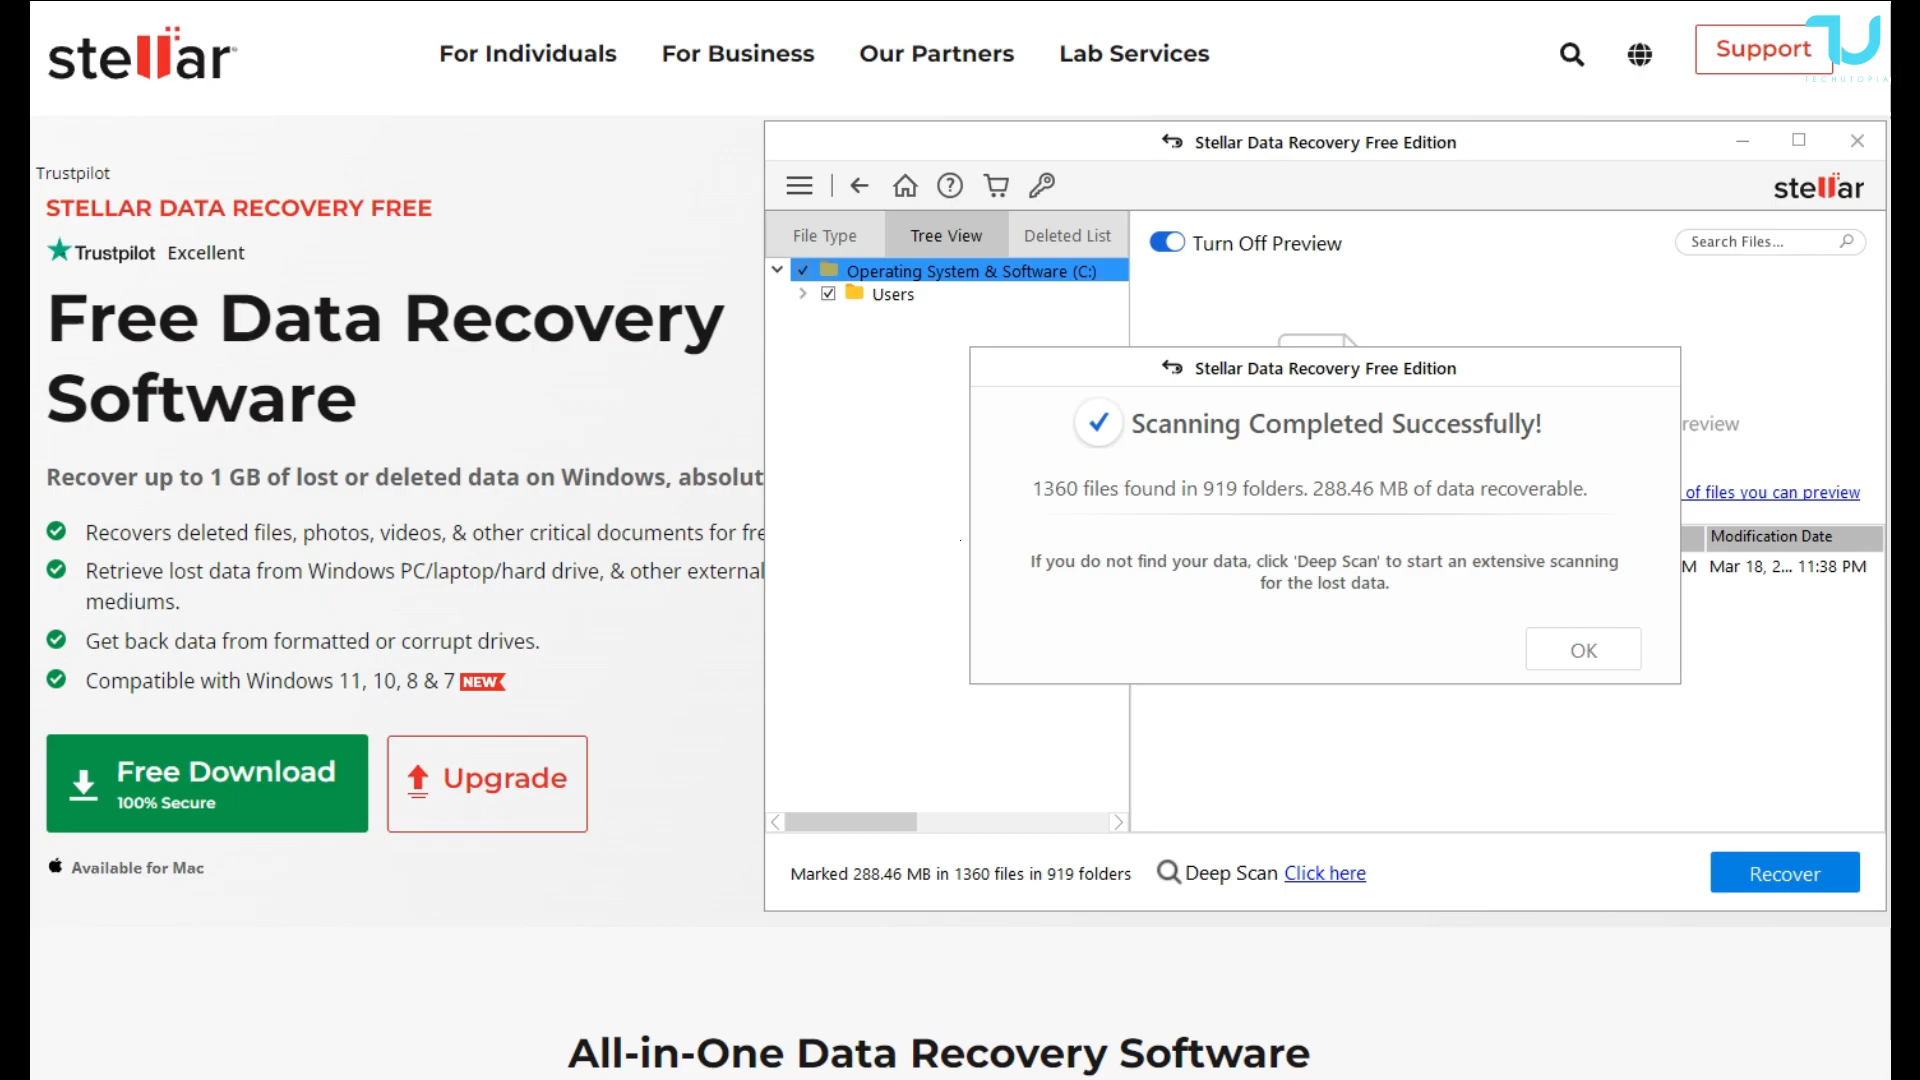 stellar
For Individuals
For Business
Our Partners
Lab Services
Support
TECHUTOPIA
Trustpilot
STELLAR DATA RECOVERY FREE
Trustpilot Excellent
Free Data Recovery
Software
Recover up to 1 GB of lost or deleted data on Windows, absolut
Recovers deleted files, photos, videos, & other critical documents for fre
Retrieve lost data from Windows PC/laptop/hard drive, & other external
mediums.
Get back data from formatted or corrupt drives.
Compatible with Windows 11, 10, 8 & 7 NEW
Free Download
100% Secure
Upgrade
Available for Mac
Stellar Data Recovery Free Edition
stellar
File Type
Tree View
Deleted List
Turn Off Preview
Search Files...
Operating System & Software (C:)
Users
Stellar Data Recovery Free Edition
Scanning Completed Successfully!
1360 files found in 919 folders. 288.46 MB of data recoverable.
If you do not find your data, click 'Deep Scan' to start an extensive scanning
for the lost data.
OK
review
of files you can preview
Modification Date
M Mar 18, 2... 11:38 PM
Marked 288.46 MB in 1360 files in 919 folders
Deep Scan Click here
Recover
All-in-One Data Recovery Software